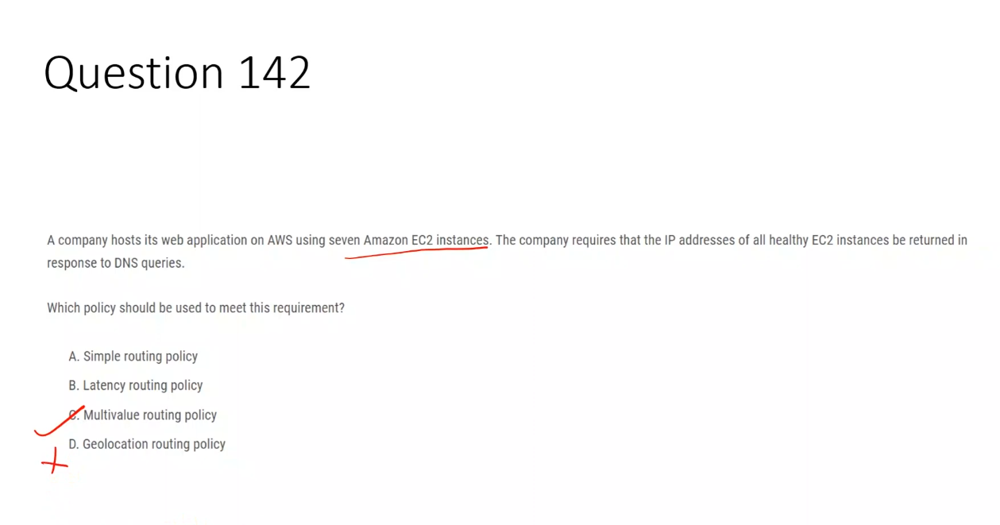 Question 142
A company hosts its web application on AWS using seven Amazon EC2 instances. The company requires that the IP addresses of all healthy EC2 instances be returned in
response to DNS queries.
Which policy should be used to meet this requirement?
A. Simple routing policy
B. Latency routing policy
C. Multivalue routing policy
D. Geolocation routing policy